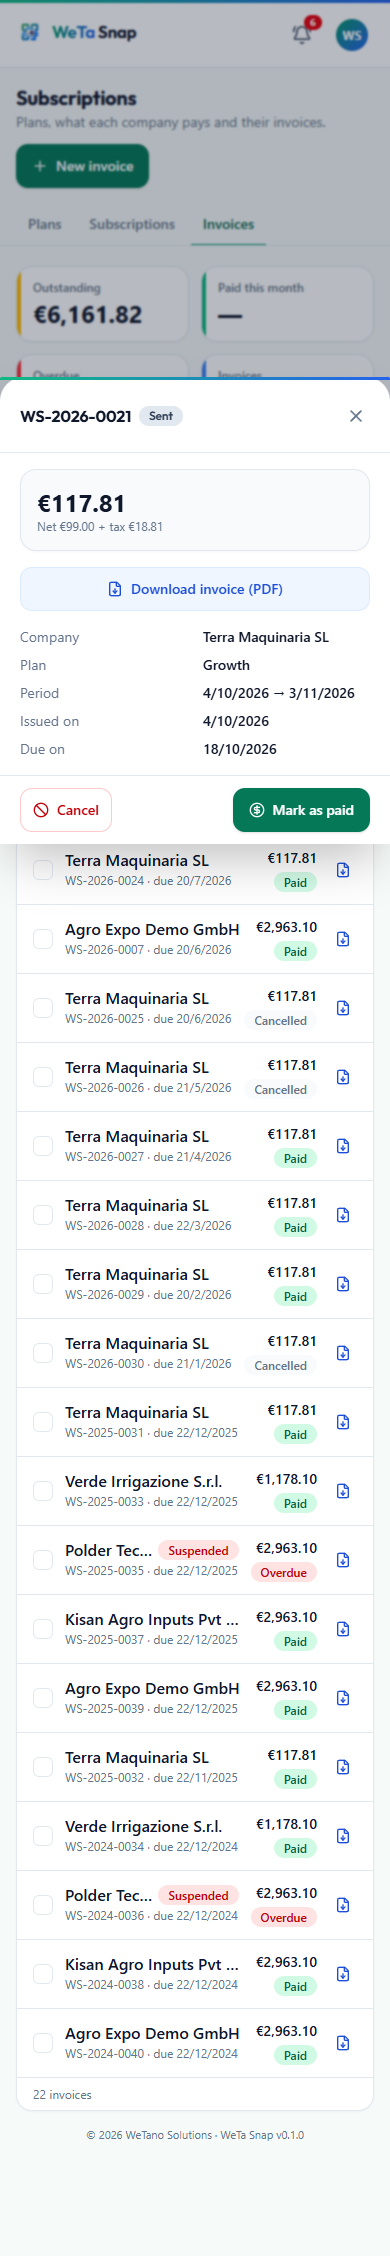 WeTa Snap
6
WS
Subscriptions
Plans, what each company pays and their invoices.
+ New invoice
Plans Subscriptions Invoices
Outstanding
€6,161.82
Paid this month
—
Overdue
Invoices
WS-2026-0021 Sent
€117.81
Net €99.00 + tax €18.81
Download invoice (PDF)
Company Terra Maquinaria SL
Plan Growth
Period 4/10/2026 → 3/11/2026
Issued on 4/10/2026
Due on 18/10/2026
Cancel Mark as paid
Terra Maquinaria SL €117.81
WS-2026-0024 · due 20/7/2026 Paid
Agro Expo Demo GmbH €2,963.10
WS-2026-0007 · due 20/6/2026 Paid
Terra Maquinaria SL €117.81
WS-2026-0025 · due 20/6/2026 Cancelled
Terra Maquinaria SL €117.81
WS-2026-0026 · due 21/5/2026 Cancelled
Terra Maquinaria SL €117.81
WS-2026-0027 · due 21/4/2026 Paid
Terra Maquinaria SL €117.81
WS-2026-0028 · due 22/3/2026 Paid
Terra Maquinaria SL €117.81
WS-2026-0029 · due 20/2/2026 Paid
Terra Maquinaria SL €117.81
WS-2026-0030 · due 21/1/2026 Cancelled
Terra Maquinaria SL €117.81
WS-2025-0031 · due 22/12/2025 Paid
Verde Irrigazione S.r.l. €1,178.10
WS-2025-0033 · due 22/12/2025 Paid
Polder Tec... Suspended €2,963.10
WS-2025-0035 · due 22/12/2025 Overdue
Kisan Agro Inputs Pvt ... €2,963.10
WS-2025-0037 · due 22/12/2025 Paid
Agro Expo Demo GmbH €2,963.10
WS-2025-0039 · due 22/12/2025 Paid
Terra Maquinaria SL €117.81
WS-2025-0032 · due 22/11/2025 Paid
Verde Irrigazione S.r.l. €1,178.10
WS-2024-0034 · due 22/12/2024 Paid
Polder Tec... Suspended €2,963.10
WS-2024-0036 · due 22/12/2024 Overdue
Kisan Agro Inputs Pvt ... €2,963.10
WS-2024-0038 · due 22/12/2024 Paid
Agro Expo Demo GmbH €2,963.10
WS-2024-0040 · due 22/12/2024 Paid
22 invoices
© 2026 WeTano Solutions · WeTa Snap v0.1.0